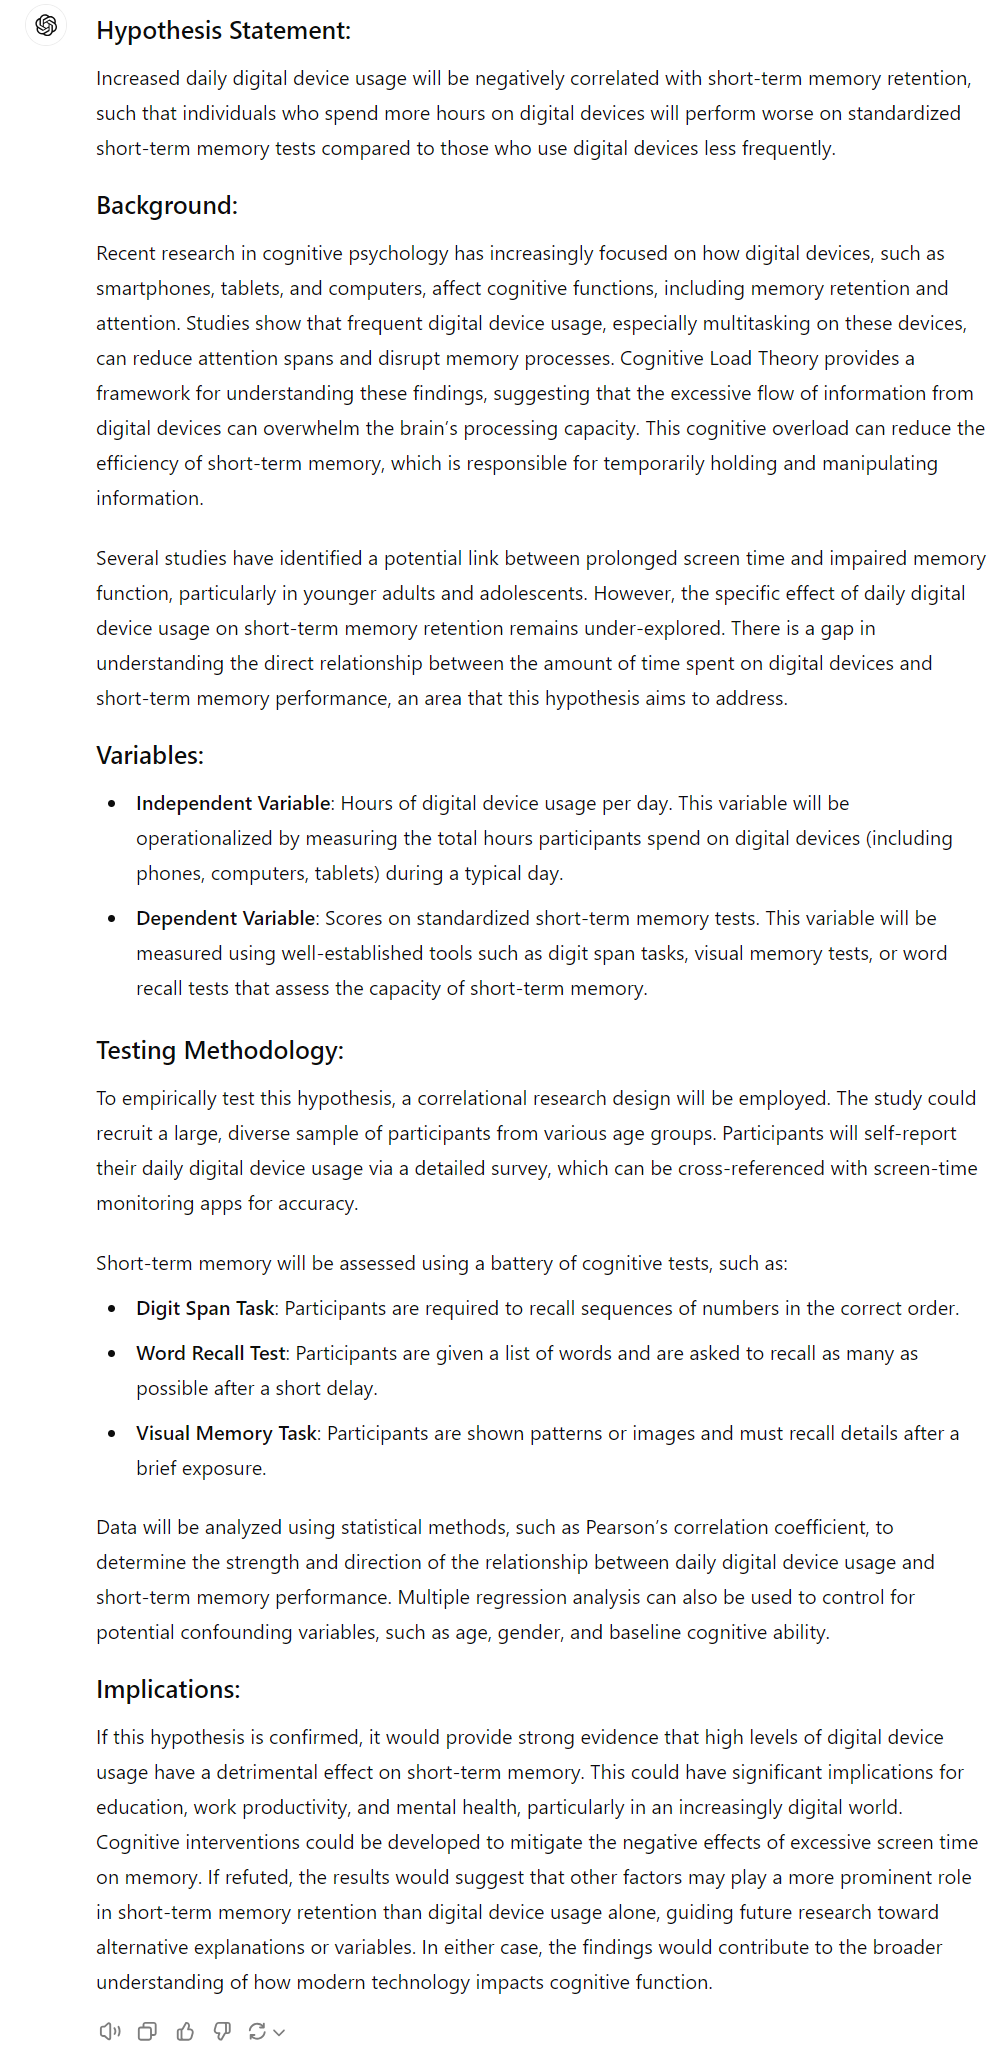 Hypothesis Statement:
Increased daily digital device usage will be negatively correlated with short-term memory retention,
such that individuals who spend more hours on digital devices will perform worse on standardized
short-term memory tests compared to those who use digital devices less frequently.
Background:
Recent research in cognitive psychology has increasingly focused on how digital devices, such as
smartphones, tablets, and computers, affect cognitive functions, including memory retention and
attention. Studies show that frequent digital device usage, especially multitasking on these devices,
can reduce attention spans and disrupt memory processes. Cognitive Load Theory provides a
framework for understanding these findings, suggesting that the excessive flow of information from
digital devices can overwhelm the brain’s processing capacity. This cognitive overload can reduce the
efficiency of short-term memory, which is responsible for temporarily holding and manipulating
information.
Several studies have identified a potential link between prolonged screen time and impaired memory
function, particularly in younger adults and adolescents. However, the specific effect of daily digital
device usage on short-term memory retention remains under-explored. There is a gap in
understanding the direct relationship between the amount of time spent on digital devices and
short-term memory performance, an area that this hypothesis aims to address.
Variables:
• Independent Variable: Hours of digital device usage per day. This variable will be
operationalized by measuring the total hours participants spend on digital devices (including
phones, computers, tablets) during a typical day.
• Dependent Variable: Scores on standardized short-term memory tests. This variable will be
measured using well-established tools such as digit span tasks, visual memory tests, or word
recall tests that assess the capacity of short-term memory.
Testing Methodology:
To empirically test this hypothesis, a correlational research design will be employed. The study could
recruit a large, diverse sample of participants from various age groups. Participants will self-report
their daily digital device usage via a detailed survey, which can be cross-referenced with screen-time
monitoring apps for accuracy.
Short-term memory will be assessed using a battery of cognitive tests, such as:
• Digit Span Task: Participants are required to recall sequences of numbers in the correct order.
• Word Recall Test: Participants are given a list of words and are asked to recall as many as
possible after a short delay.
• Visual Memory Task: Participants are shown patterns or images and must recall details after a
brief exposure.
Data will be analyzed using statistical methods, such as Pearson’s correlation coefficient, to
determine the strength and direction of the relationship between daily digital device usage and
short-term memory performance. Multiple regression analysis can also be used to control for
potential confounding variables, such as age, gender, and baseline cognitive ability.
Implications:
If this hypothesis is confirmed, it would provide strong evidence that high levels of digital device
usage have a detrimental effect on short-term memory. This could have significant implications for
education, work productivity, and mental health, particularly in an increasingly digital world.
Cognitive interventions could be developed to mitigate the negative effects of excessive screen time
on memory. If refuted, the results would suggest that other factors may play a more prominent role
in short-term memory retention than digital device usage alone, guiding future research toward
alternative explanations or variables. In either case, the findings would contribute to the broader
understanding of how modern technology impacts cognitive function.